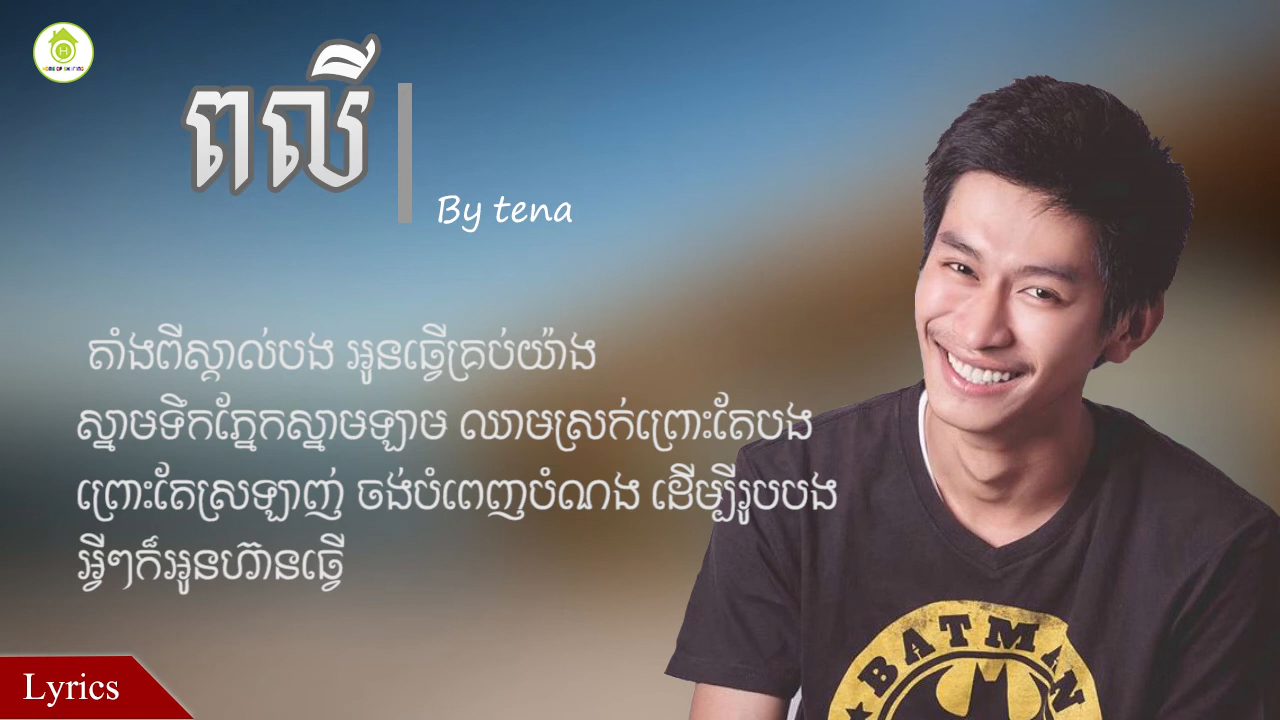 HOME OF SHARING
ពលី
By tena
តាំងពីស្គាល់បង អូនធ្វើគ្រប់យ៉ាង
ស្នាមទឹកភ្នែកស្នាមឡាម ឈាមស្រក់ព្រោះតែបង
ព្រោះតែស្រឡាញ់ ចង់បំពេញបំណង ដើម្បីរូបបង
អ្វីៗក៏អូនហ៊ានធ្វើ
BATMAN
Lyrics